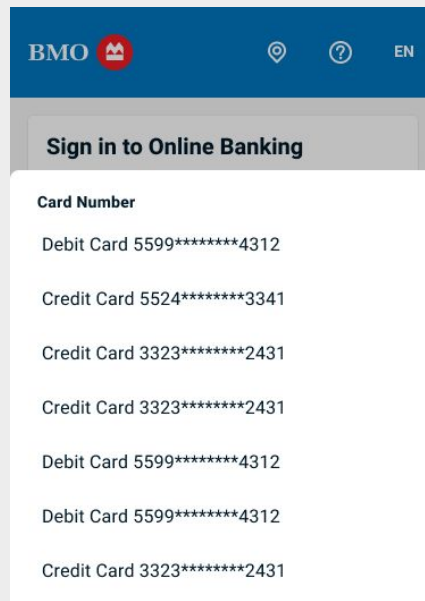 BMO EN
Sign in to Online Banking
Card Number
Debit Card 5599********4312
Credit Card 5524********3341
Credit Card 3323********2431
Credit Card 3323********2431
Debit Card 5599********4312
Debit Card 5599********4312
Credit Card 3323********2431